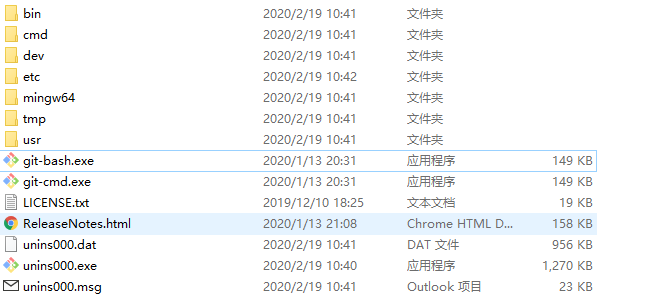 bin 2020/2/19 10:41 文件夹
cmd 2020/2/19 10:41 文件夹
dev 2020/2/19 10:41 文件夹
etc 2020/2/19 10:42 文件夹
mingw64 2020/2/19 10:41 文件夹
tmp 2020/2/19 10:41 文件夹
usr 2020/2/19 10:41 文件夹
git-bash.exe 2020/1/13 20:31 应用程序 149 KB
git-cmd.exe 2020/1/13 20:31 应用程序 149 KB
LICENSE.txt 2019/12/10 18:25 文本文档 19 KB
ReleaseNotes.html 2020/1/13 21:08 Chrome HTML D... 158 KB
unins000.dat 2020/2/19 10:41 DAT 文件 956 KB
unins000.exe 2020/2/19 10:40 应用程序 1,270 KB
unins000.msg 2020/2/19 10:41 Outlook 项目 23 KB